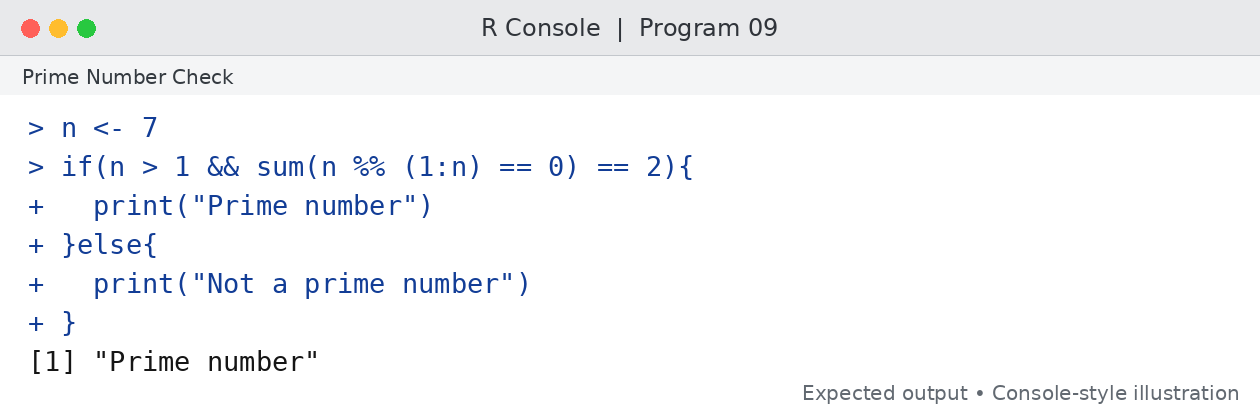 R Console | Program 09
Prime Number Check
> n <- 7
> if(n > 1 && sum(n %% (1:n) == 0) == 2){
+   print("Prime number")
+ }else{
+   print("Not a prime number")
+ }
[1] "Prime number"
Expected output • Console-style illustration